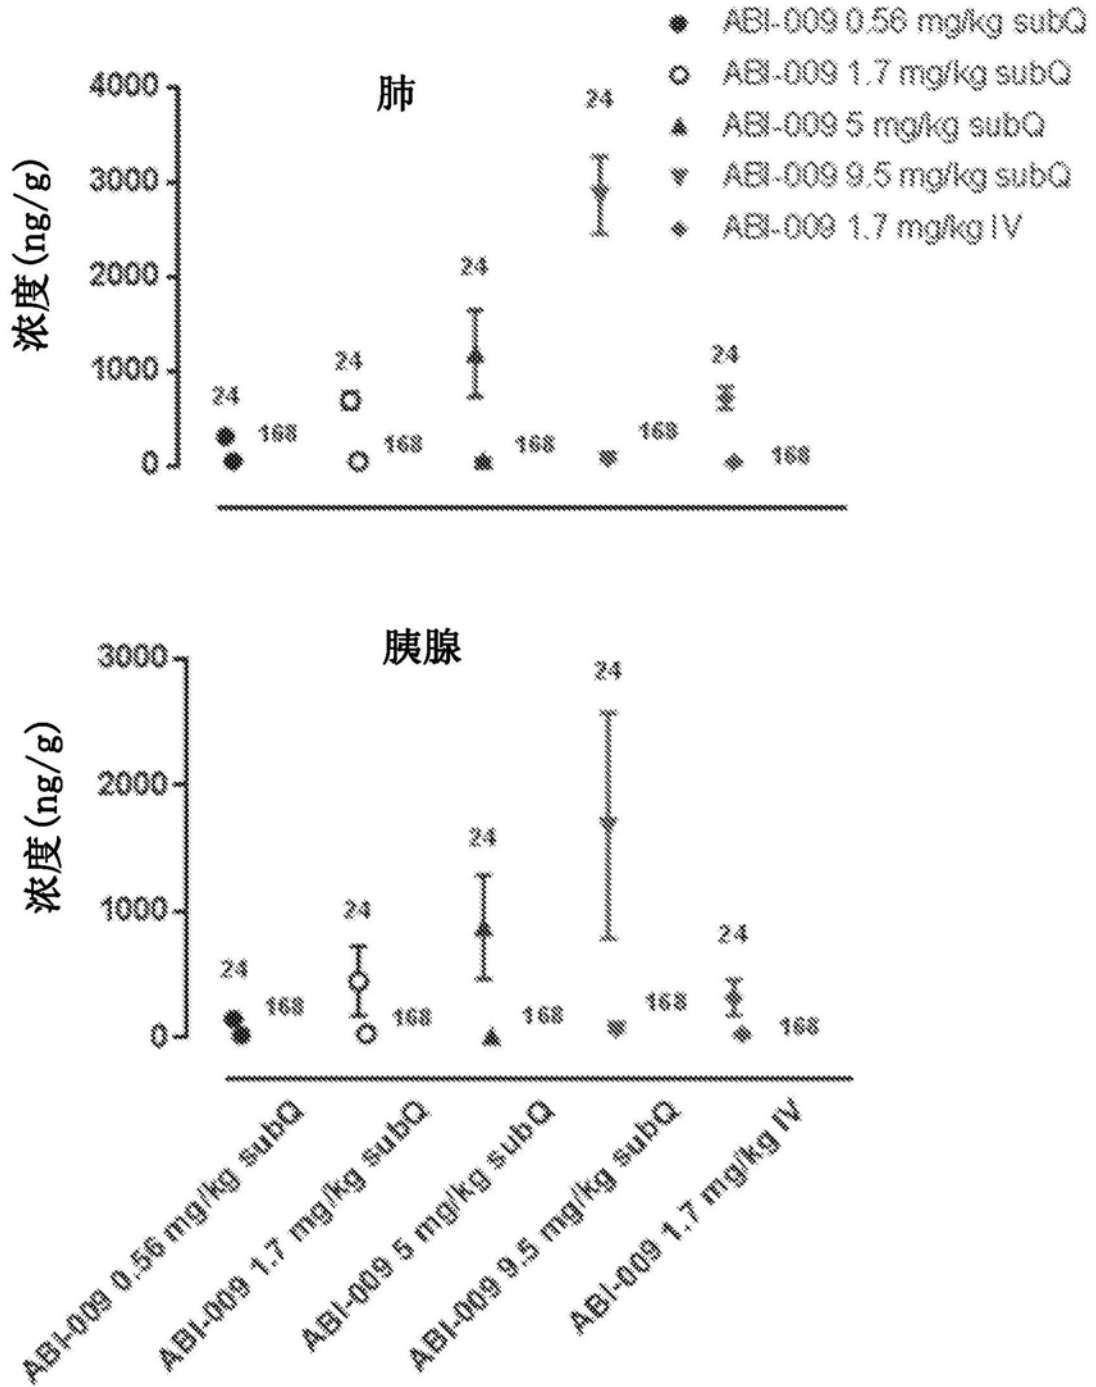 ABI-009 0.56 mg/kg subQ
ABI-009 1.7 mg/kg subQ
ABI-009 5 mg/kg subQ
ABI-009 9.5 mg/kg subQ
ABI-009 1.7 mg/kg IV
肺
浓度(ng/g)
4000
3000
2000
1000
0
24
168
24
168
24
168
24
168
24
168
胰腺
浓度(ng/g)
3000
2000
1000
0
24
168
24
168
24
168
24
168
24
168
ABI-009 0.56 mg/kg subQ
ABI-009 1.7 mg/kg subQ
ABI-009 5 mg/kg subQ
ABI-009 9.5 mg/kg subQ
ABI-009 1.7 mg/kg IV